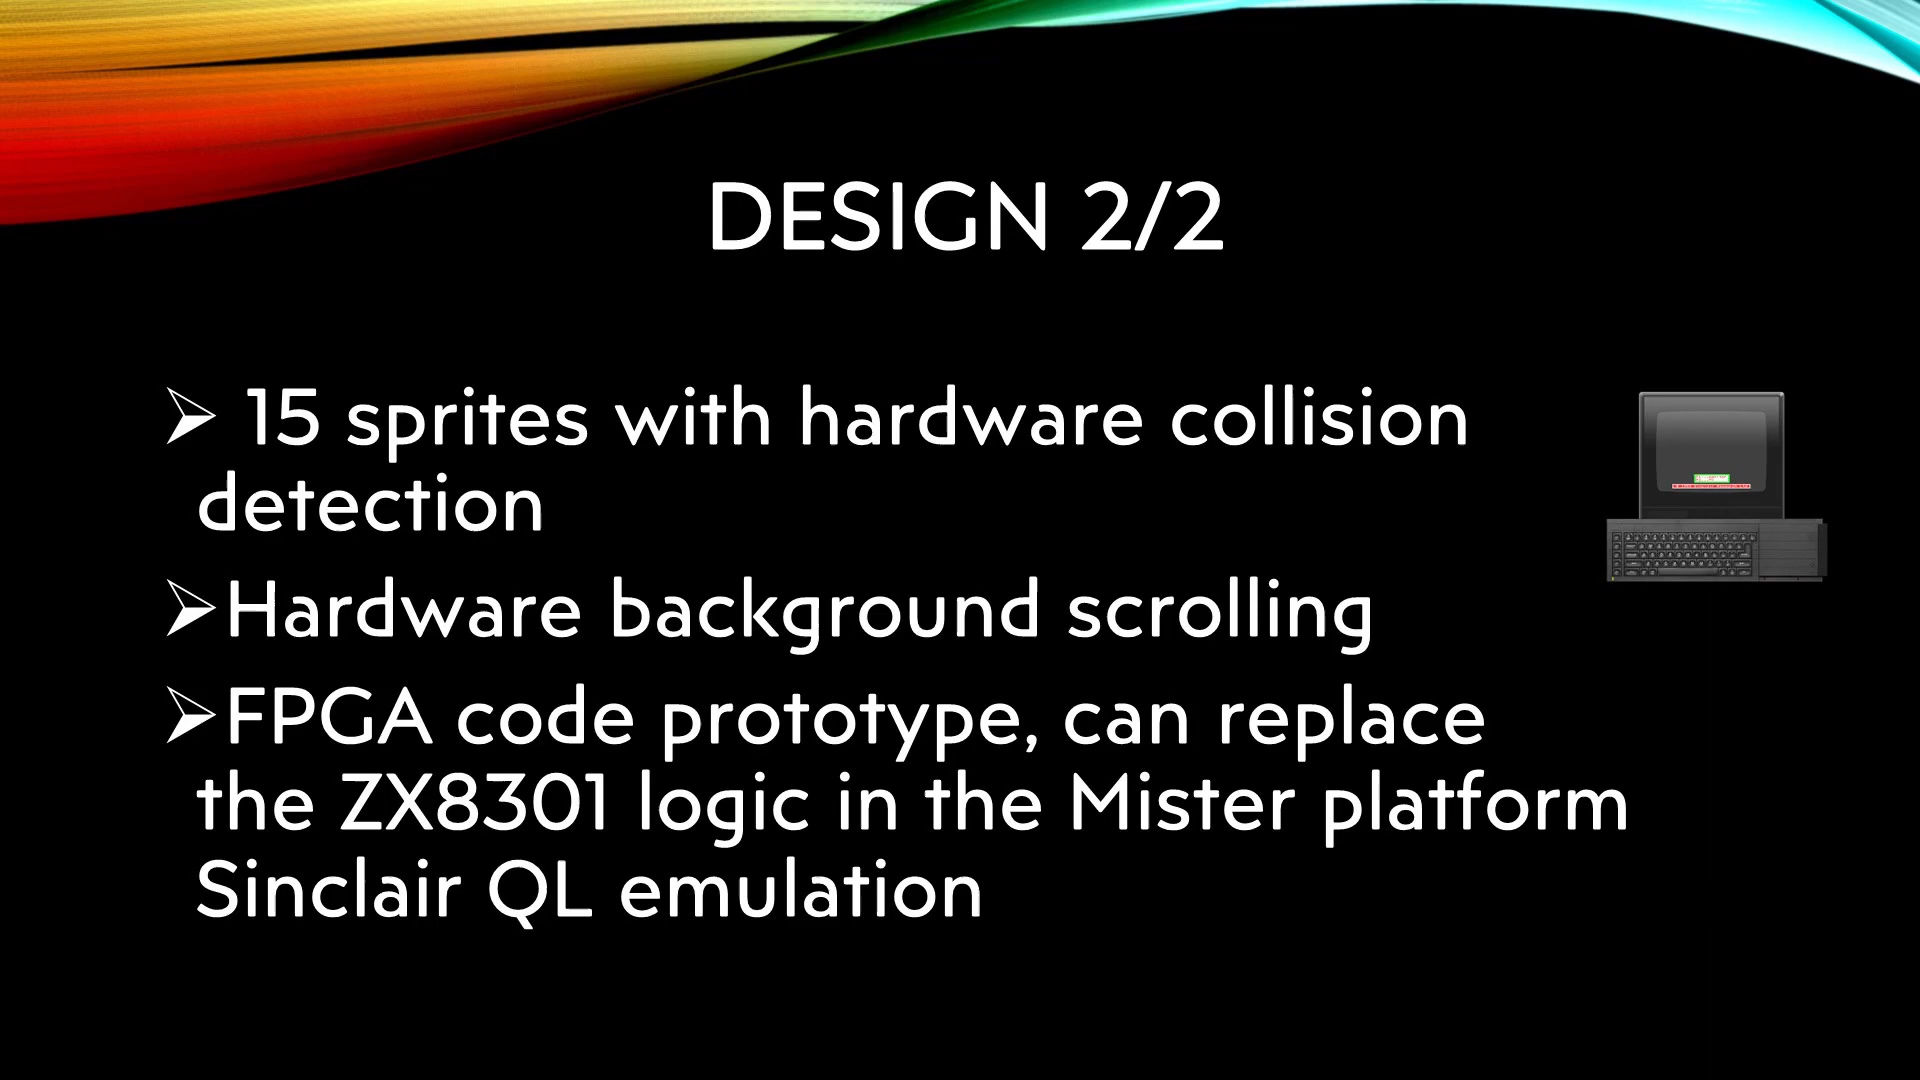 DESIGN 2/2
➢ 15 sprites with hardware collision
detection
➢Hardware background scrolling
➢FPGA code prototype, can replace
the ZX8301 logic in the Mister platform
Sinclair QL emulation